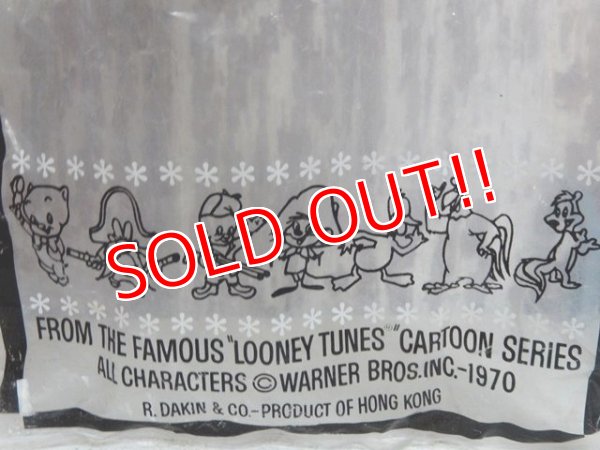 SOLD OUT!!
FROM THE FAMOUS "LOONEY TUNES®" CARTOON SERIES
ALL CHARACTERS © WARNER BROS. INC.-1970
R. DAKIN & CO.-PRODUCT OF HONG KONG